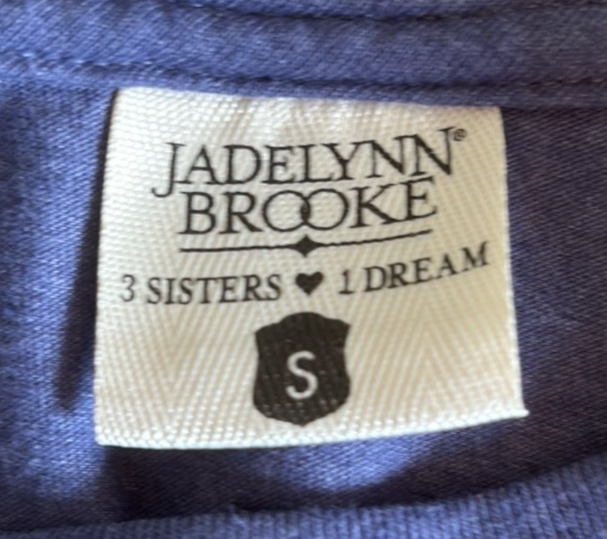 JADELYNN®
BROOKE
3 SISTERS ♥ 1 DREAM
S